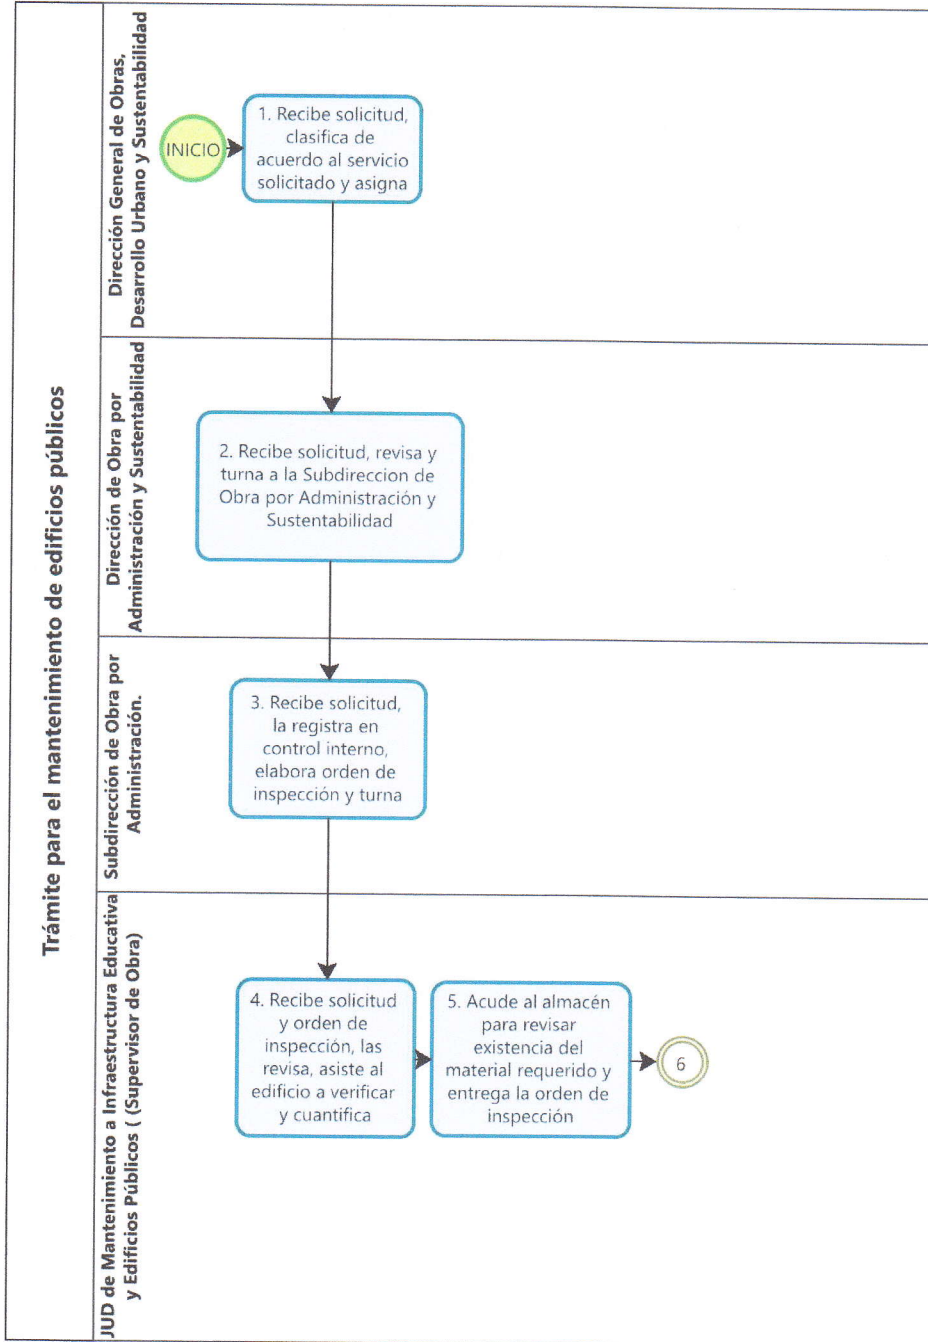 Trámite para el mantenimiento de edificios públicos
Dirección General de Obras,
Desarrollo Urbano y Sustentabilidad
INICIO
1. Recibe solicitud,
clasifica de
acuerdo al servicio
solicitado y asigna
Dirección de Obra por
Administración y Sustentabilidad
2. Recibe solicitud, revisa y
turna a la Subdireccion de
Obra por Administración y
Sustentabilidad
Subdirección de Obra por
Administración.
3. Recibe solicitud,
la registra en
control interno,
elabora orden de
inspección y turna
JUD de Mantenimiento a Infraestructura Educativa
y Edificios Públicos ( (Supervisor de Obra)
4. Recibe solicitud
y orden de
inspección, las
revisa, asiste al
edificio a verificar
y cuantifica
5. Acude al almacén
para revisar
existencia del
material requerido y
entrega la orden de
inspección
6